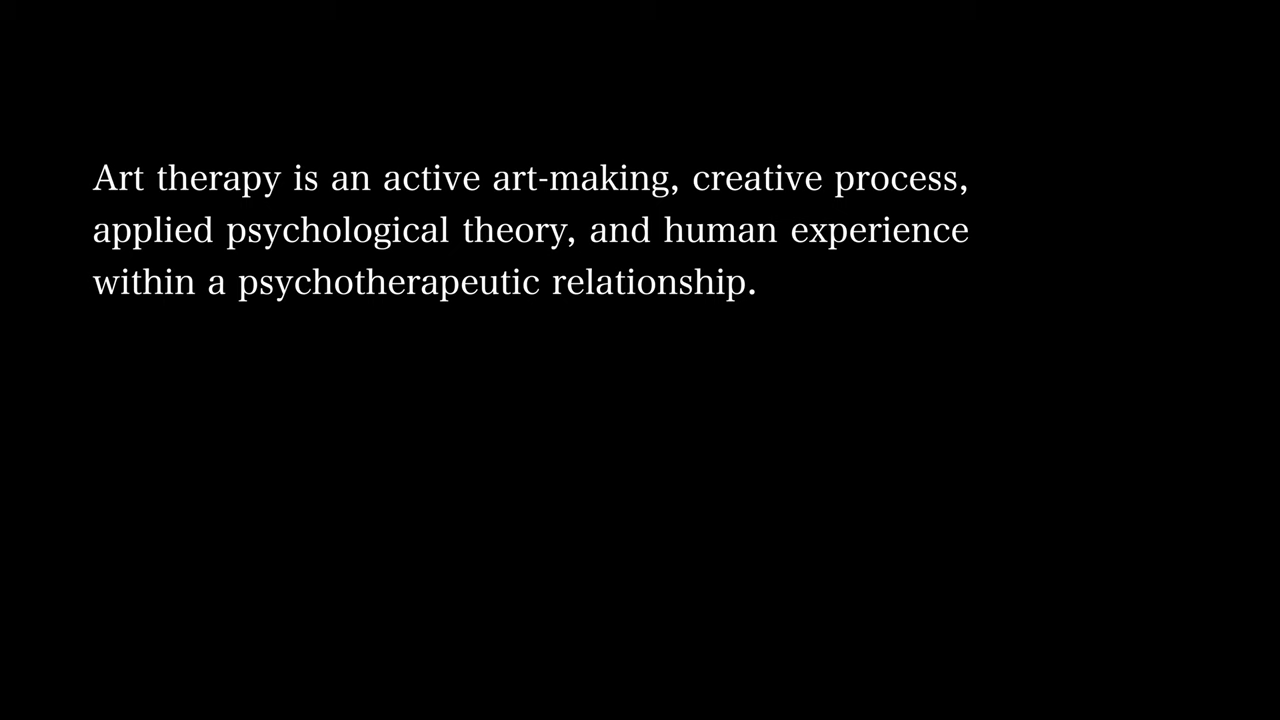 Art therapy is an active art-making, creative process,
applied psychological theory, and human experience
within a psychotherapeutic relationship.